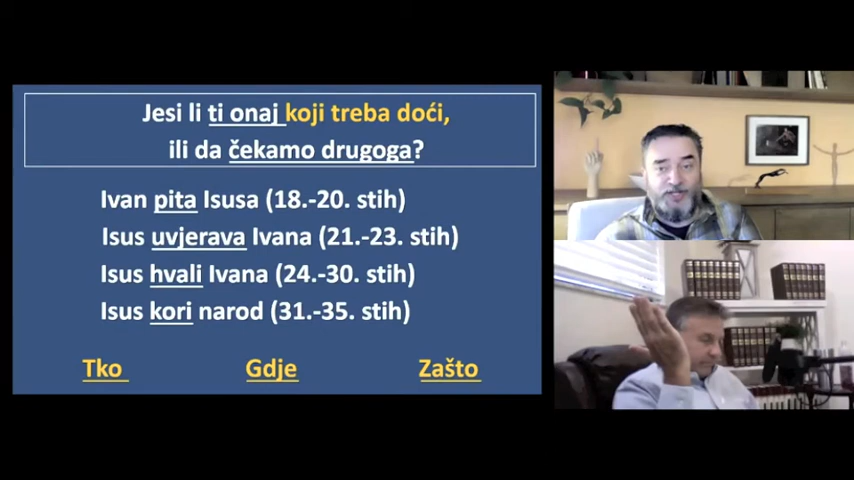 Jesi li ti onaj koji treba doći,
ili da čekamo drugoga?
Ivan pita Isusa (18.-20. stih)
Isus uvjerava Ivana (21.-23. stih)
Isus hvali Ivana (24.-30. stih)
Isus kori narod (31.-35. stih)
Tko Gdje Zašto